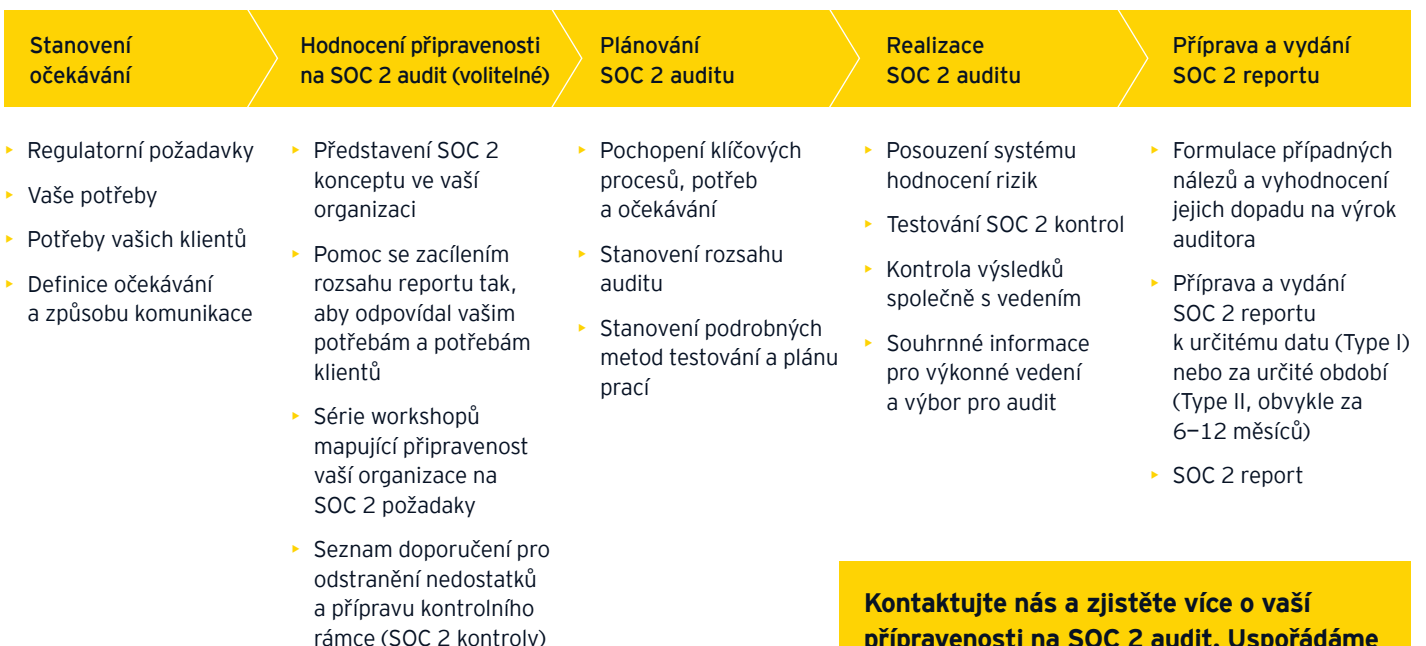 Stanovení
očekávání
Hodnocení připravenosti
na SOC 2 audit (volitelné)
Plánování
SOC 2 auditu
Realizace
SOC 2 auditu
Příprava a vydání
SOC 2 reportu
Regulatorní požadavky
Vaše potřeby
Potřeby vašich klientů
Definice očekávání
a způsobu komunikace
Představení SOC 2
konceptu ve vaší
organizaci
Pomoc se zacílením
rozsahu reportu tak,
aby odpovídal vašim
potřebám a potřebám
klientů
Série workshopů
mapující připravenost
vaší organizace na
SOC 2 požadaky
Seznam doporučení pro
odstranění nedostatků
a přípravu kontrolního
rámce (SOC 2 kontroly)
Pochopení klíčových
procesů, potřeb
a očekávání
Stanovení rozsahu
auditu
Stanovení podrobných
metod testování a plánu
prací
Posouzení systému
hodnocení rizik
Testování SOC 2 kontrol
Kontrola výsledků
společně s vedením
Souhrnné informace
pro výkonné vedení
a výbor pro audit
Formulace případných
nálezů a vyhodnocení
jejich dopadu na výrok
auditora
Příprava a vydání
SOC 2 reportu
k určitému datu (Type I)
nebo za určité období
(Type II, obvykle za
6–12 měsíců)
SOC 2 report
Kontaktujte nás a zjistěte více o vaší
přípravenosti na SOC 2 audit. Uspořádáme